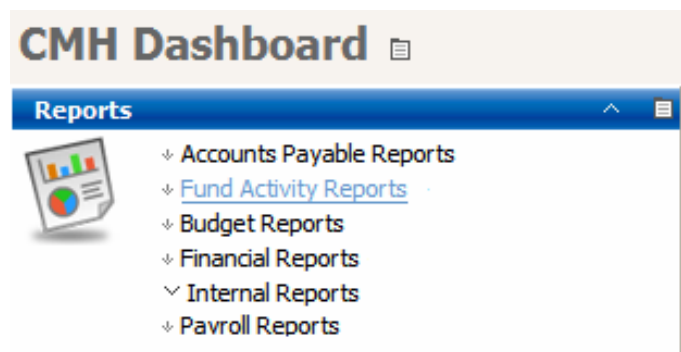 CMH Dashboard
Reports
Accounts Payable Reports
Fund Activity Reports
Budget Reports
Financial Reports
Internal Reports
Payroll Reports